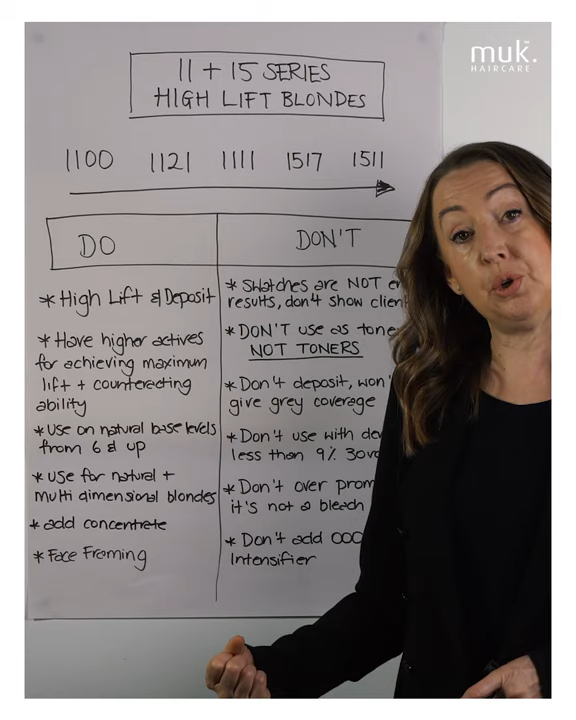 muk.
HAIRCARE
11 + 15 SERIES
HIGH LIFT BLONDES
1100 1121 1111 1517 1511
DO
* High Lift & Deposit
* Have higher actives
for achieving maximum
lift + counteracting
ability
* Use on natural base levels
from 6 & up
* use for natural +
multi dimensional blondes
* add concentrate
* Face Framing
DON'T
* Swatches are NOT
results, don't show
* DON'T use as
NOT TONERS
* Don't deposit,
give grey coverage
* Don't use with
less than 9%
* Don't over
it's not a bleach
* Don't add
Intensifier